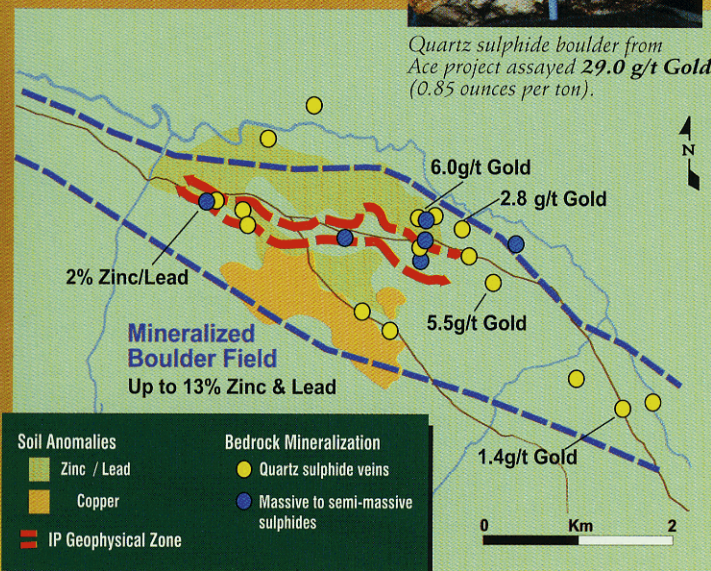 Quartz sulphide boulder from
Ace project assayed 29.0 g/t Gold
(0.85 ounces per ton).
N
6.0g/t Gold
2.8 g/t Gold
2% Zinc/Lead
5.5g/t Gold
Mineralized
Boulder Field
Up to 13% Zinc & Lead
1.4g/t Gold
Soil Anomalies
Zinc / Lead
Copper
IP Geophysical Zone
Bedrock Mineralization
Quartz sulphide veins
Massive to semi-massive
sulphides
0 Km 2